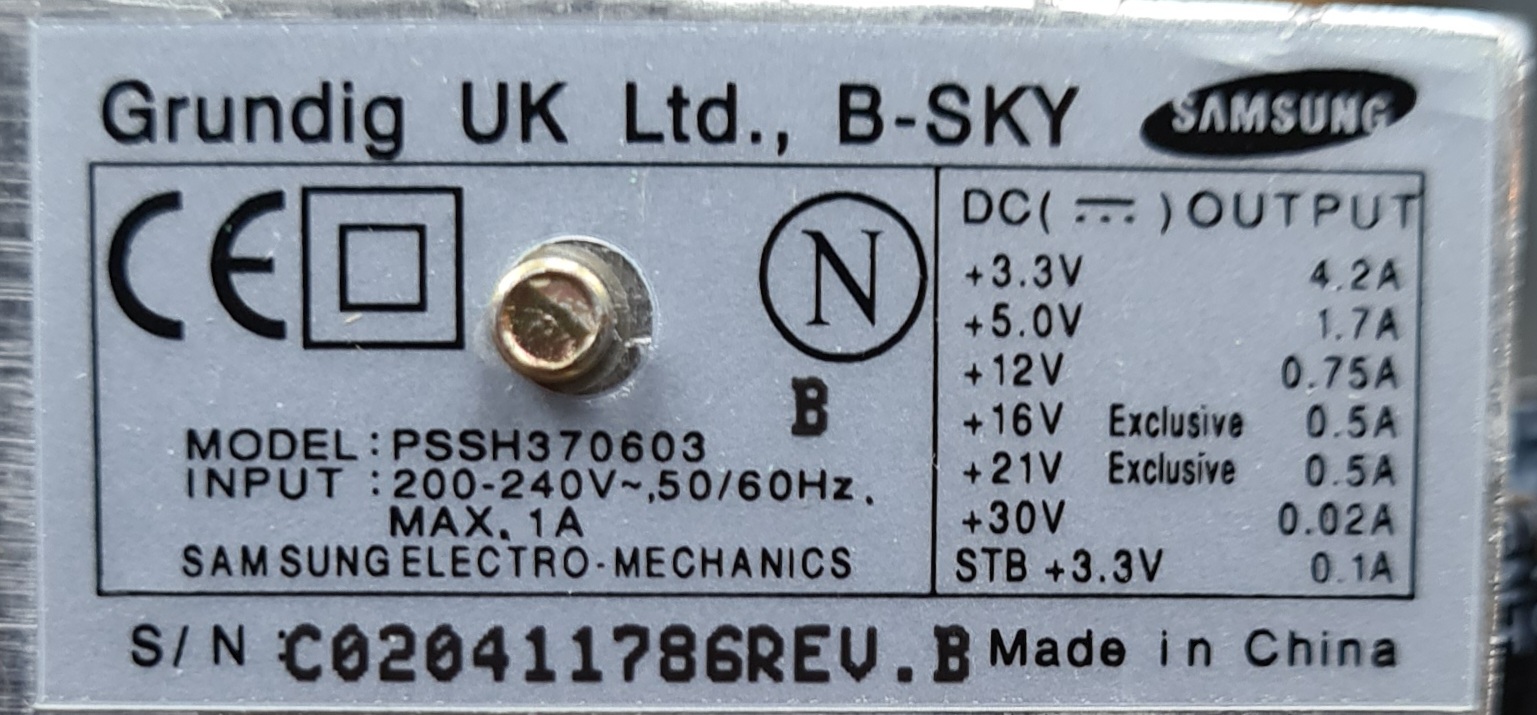 Grundig UK Ltd., B-SKY SAMSUNG
CE
N
B
MODEL : PSSH370603
INPUT : 200-240V~,50/60Hz.
MAX. 1A
SAMSUNG ELECTRO-MECHANICS
DC( ⎓ ) OUTPUT
+3.3V 4.2A
+5.0V 1.7A
+12V 0.75A
+16V Exclusive 0.5A
+21V Exclusive 0.5A
+30V 0.02A
STB +3.3V 0.1A
S/N :C020411786REV.B Made in China